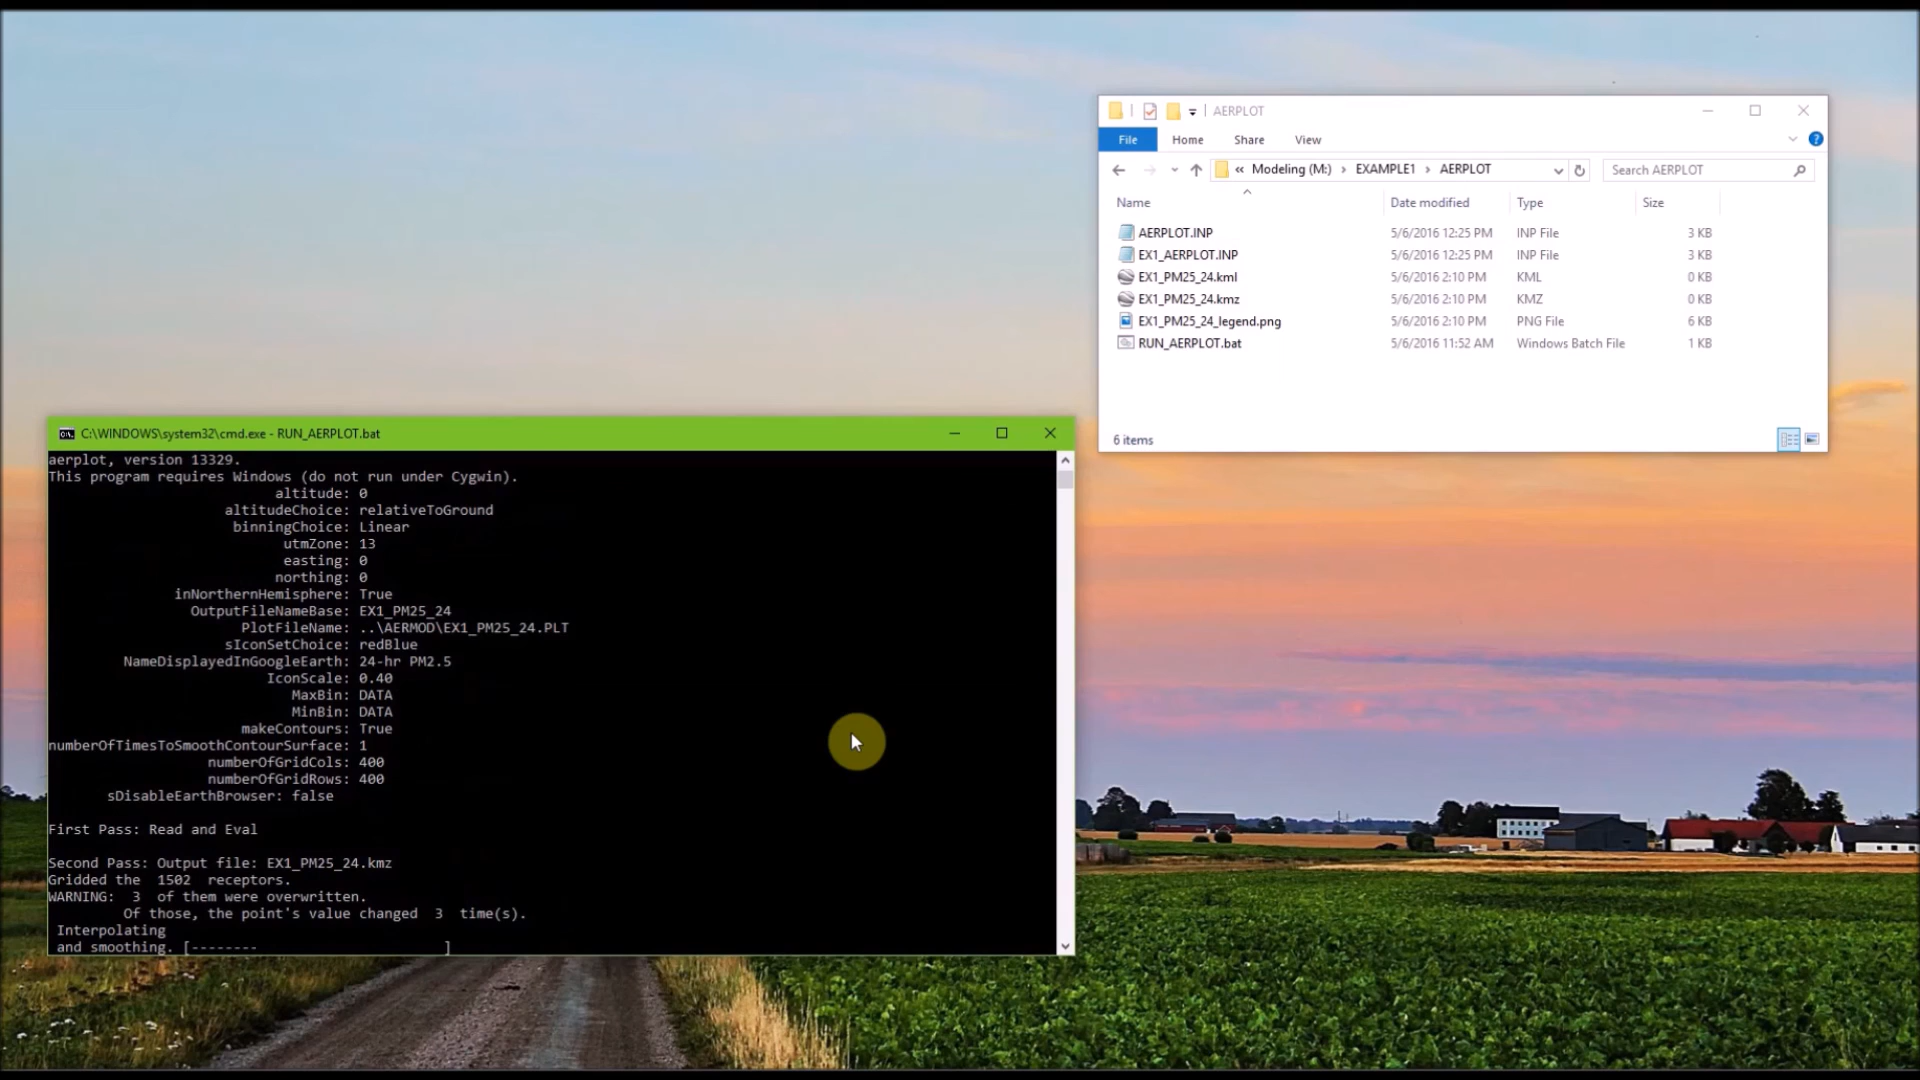 AERPLOT
File Home Share View
« Modeling (M:) › EXAMPLE1 › AERPLOT
Search AERPLOT
Name Date modified Type Size
AERPLOT.INP 5/6/2016 12:25 PM INP File 3 KB
EX1_AERPLOT.INP 5/6/2016 12:25 PM INP File 3 KB
EX1_PM25_24.kml 5/6/2016 2:10 PM KML 0 KB
EX1_PM25_24.kmz 5/6/2016 2:10 PM KMZ 0 KB
EX1_PM25_24_legend.png 5/6/2016 2:10 PM PNG File 6 KB
RUN_AERPLOT.bat 5/6/2016 11:52 AM Windows Batch File 1 KB
6 items
C:\WINDOWS\system32\cmd.exe - RUN_AERPLOT.bat
aerplot, version 13329.
This program requires Windows (do not run under Cygwin).
altitude: 0
altitudeChoice: relativeToGround
binningChoice: Linear
utmZone: 13
easting: 0
northing: 0
inNorthernHemisphere: True
OutputFileNameBase: EX1_PM25_24
PlotFileName: ..\AERMOD\EX1_PM25_24.PLT
sIconSetChoice: redBlue
NameDisplayedInGoogleEarth: 24-hr PM2.5
IconScale: 0.40
MaxBin: DATA
MinBin: DATA
makeContours: True
numberOfTimesToSmoothContourSurface: 1
numberOfGridCols: 400
numberOfGridRows: 400
sDisableEarthBrowser: false
First Pass: Read and Eval
Second Pass: Output file: EX1_PM25_24.kmz
Gridded the 1502 receptors.
WARNING: 3 of them were overwritten.
Of those, the point's value changed 3 time(s).
Interpolating
and smoothing. [-------- ]